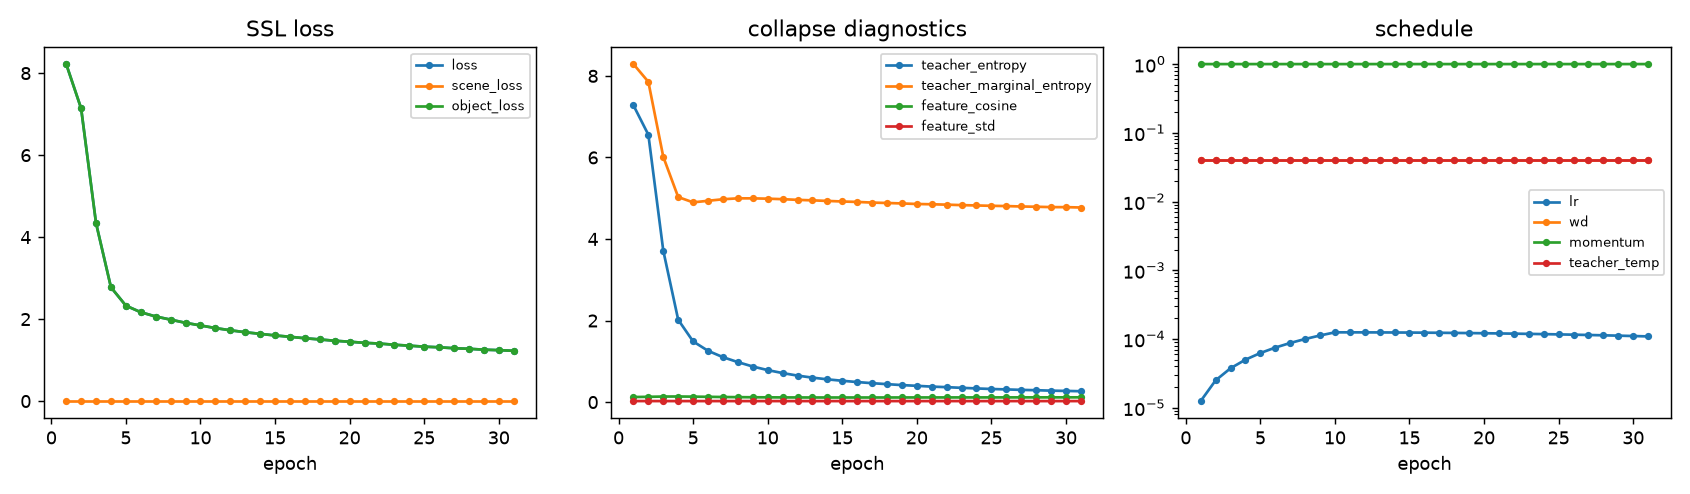 SSL loss
loss
scene_loss
object_loss
8
6
4
2
0
0
5
10
15
20
25
30
epoch
collapse diagnostics
teacher_entropy
teacher_marginal_entropy
feature_cosine
feature_std
8
6
4
2
0
0
5
10
15
20
25
30
epoch
schedule
10⁰
10⁻¹
10⁻²
10⁻³
10⁻⁴
10⁻⁵
lr
wd
momentum
teacher_temp
0
5
10
15
20
25
30
epoch